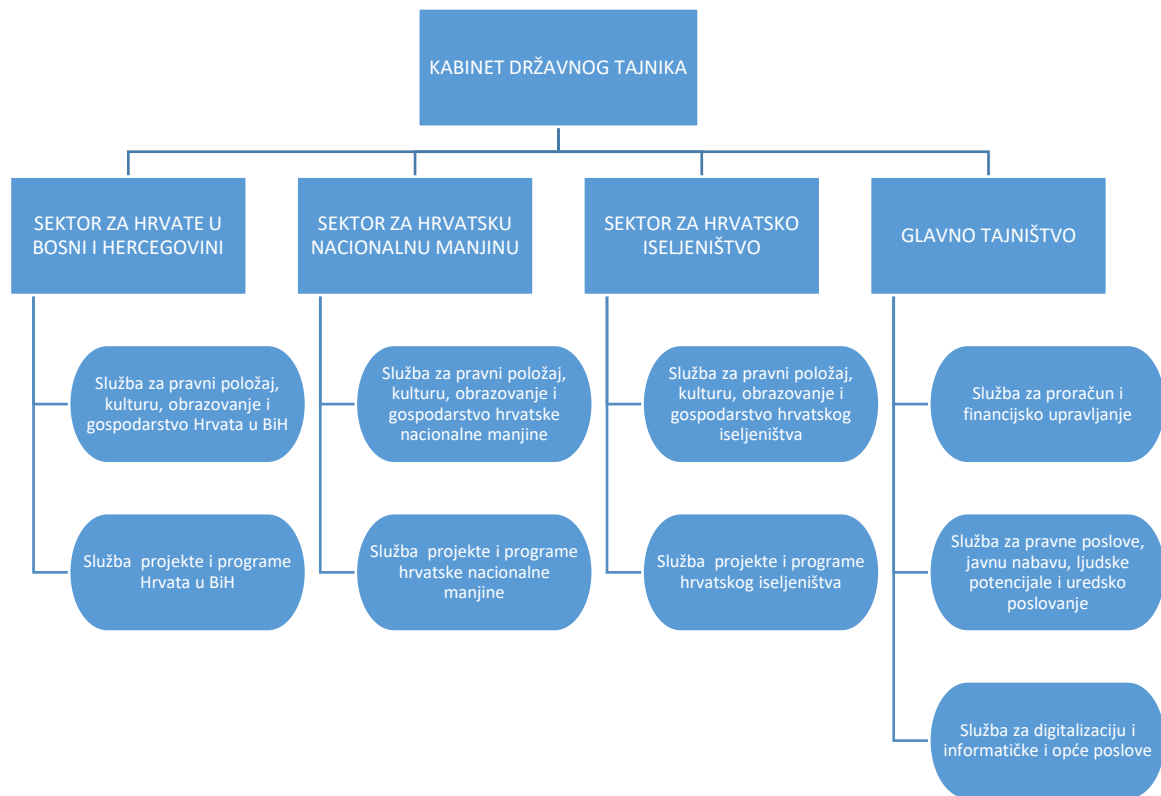 KABINET DRŽAVNOG TAJNIKA
SEKTOR ZA HRVATE U
BOSNI I HERCEGOVINI
Služba za pravni položaj,
kulturu, obrazovanje i
gospodarstvo Hrvata u BiH
Služba  projekte i programe
Hrvata u BiH
SEKTOR ZA HRVATSKU
NACIONALNU MANJINU
Služba za pravni položaj,
kulturu, obrazovanje i
gospodarstvo hrvatske
nacionalne manjine
Služba  projekte i programe
hrvatske nacionalne
manjine
SEKTOR ZA HRVATSKO
ISELJENIŠTVO
Služba za pravni položaj,
kulturu, obrazovanje i
gospodarstvo hrvatskog
iseljeništva
Služba  projekte i programe
hrvatskog iseljeništva
GLAVNO TAJNIŠTVO
Služba za proračun i
financijsko upravljanje
Služba za pravne poslove,
javnu nabavu, ljudske
potencijale i uredsko
poslovanje
Služba za digitalizaciju i
informatičke i opće poslove